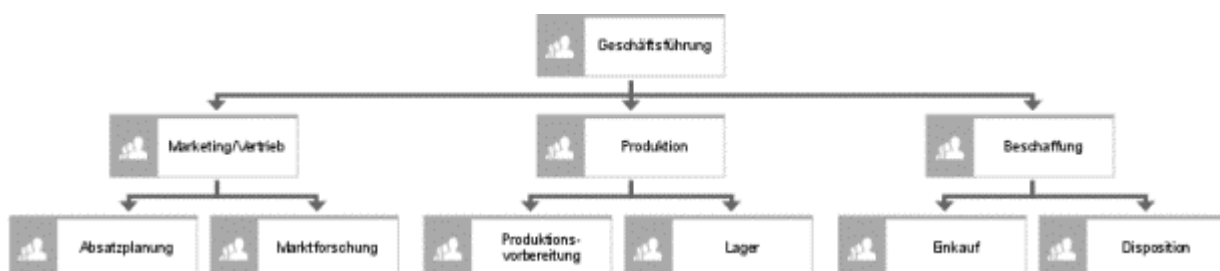 Geschäftsführung
Marketing/Vertrieb
Produktion
Beschaffung
Absatzplanung
Marktforschung
Produktions-
vorbereitung
Lager
Einkauf
Disposition